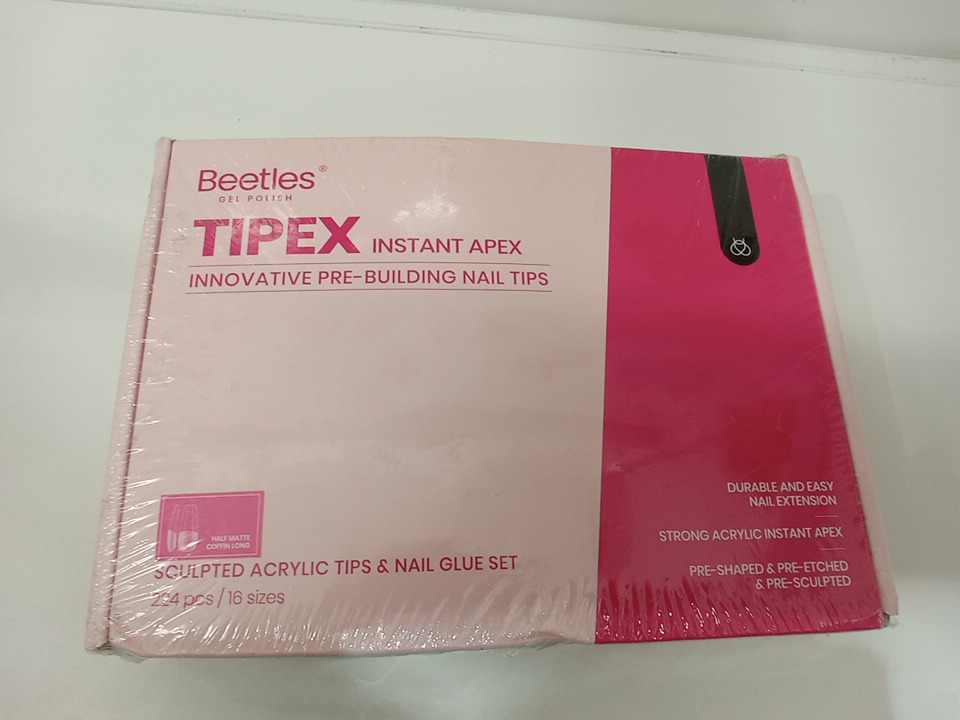 Beetles®
GEL POLISH
TIPEX INSTANT APEX
INNOVATIVE PRE-BUILDING NAIL TIPS
DURABLE AND EASY
NAIL EXTENSION
STRONG ACRYLIC INSTANT APEX
PRE-SHAPED & PRE-ETCHED
& PRE-SCULPTED
HALF MATTE
COFFIN LONG
SCULPTED ACRYLIC TIPS & NAIL GLUE SET
224 pcs / 16 sizes